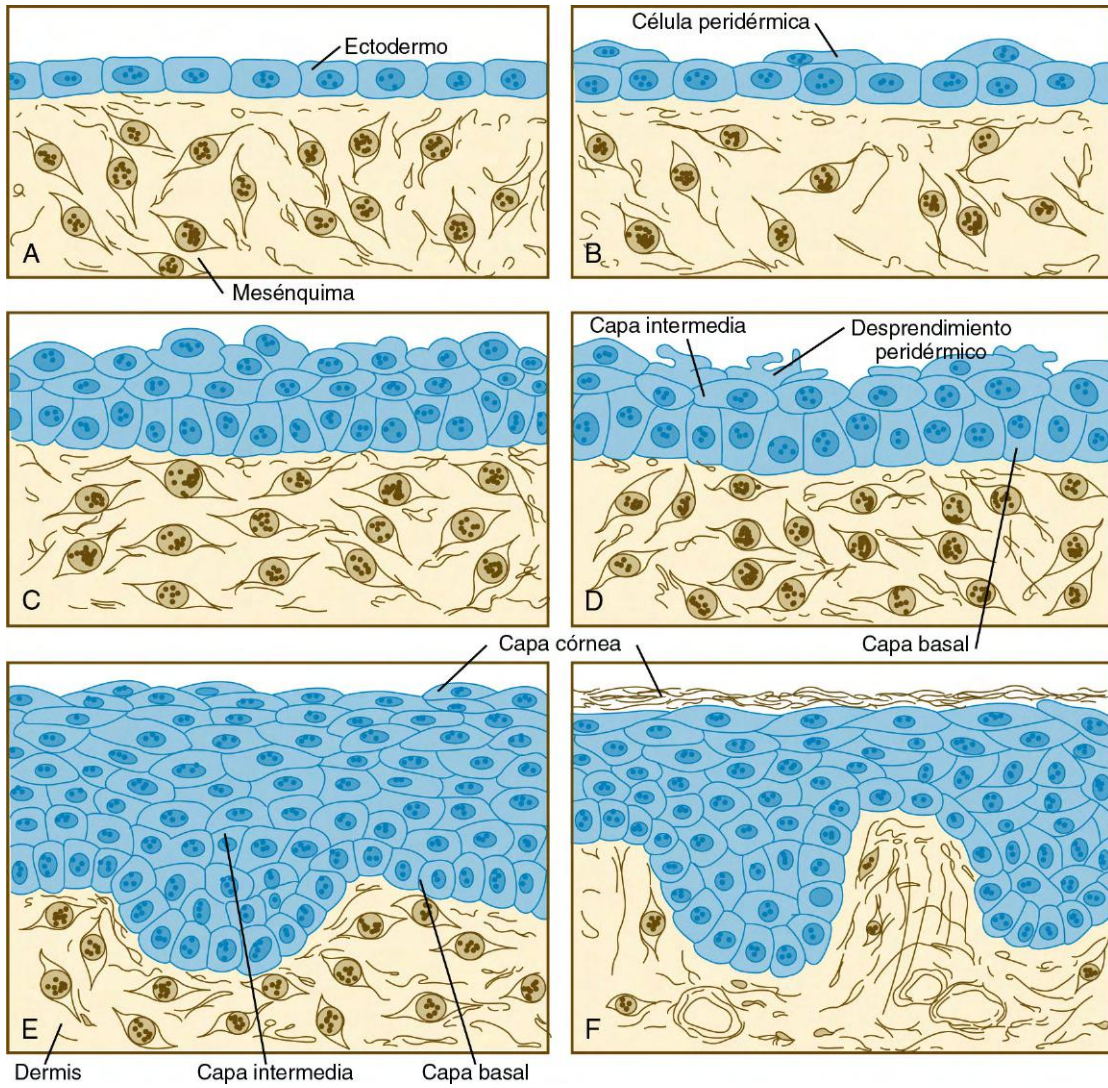 Ectodermo
A
Mesénquima
Célula peridérmica
B
C
Capa intermedia
Desprendimiento
peridérmico
D
Capa basal
Capa córnea
E
Dermis
Capa intermedia
Capa basal
F